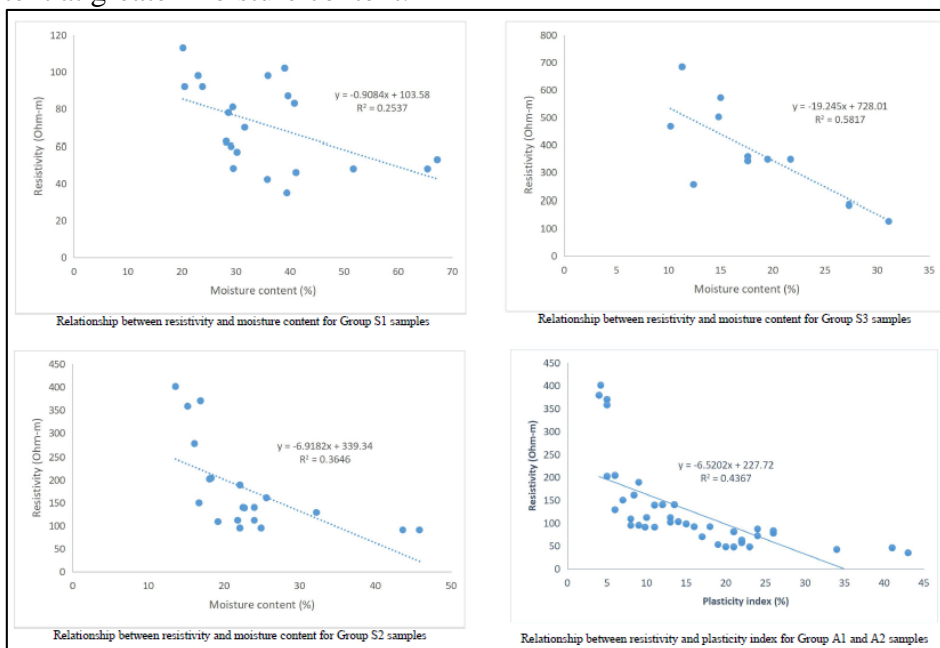 120
100
80
60
40
20
0
Resistivity (Ohm-m)
y = -0.9084x + 103.58
R² = 0.2537
0 10 20 30 40 50 60 70
Moisture content (%)
Relationship between resistivity and moisture content for Group S1 samples
800
700
600
500
400
300
200
100
0
Resistivity (Ohm-m)
y = -19.245x + 728.01
R² = 0.5817
0 5 10 15 20 25 30 35
Moisture content (%)
Relationship between resistivity and moisture content for Group S3 samples
450
400
350
300
250
200
150
100
50
0
Resistivity (Ohm-m)
y = -6.9182x + 339.34
R² = 0.3646
0 10 20 30 40 50
Moisture content (%)
Relationship between resistivity and moisture content for Group S2 samples
450
400
350
300
250
200
150
100
50
0
Resistivity (Ohm-m)
y = -6.5202x + 227.72
R² = 0.4367
0 5 10 15 20 25 30 35 40 45
Plasticity index (%)
Relationship between resistivity and plasticity index for Group A1 and A2 samples